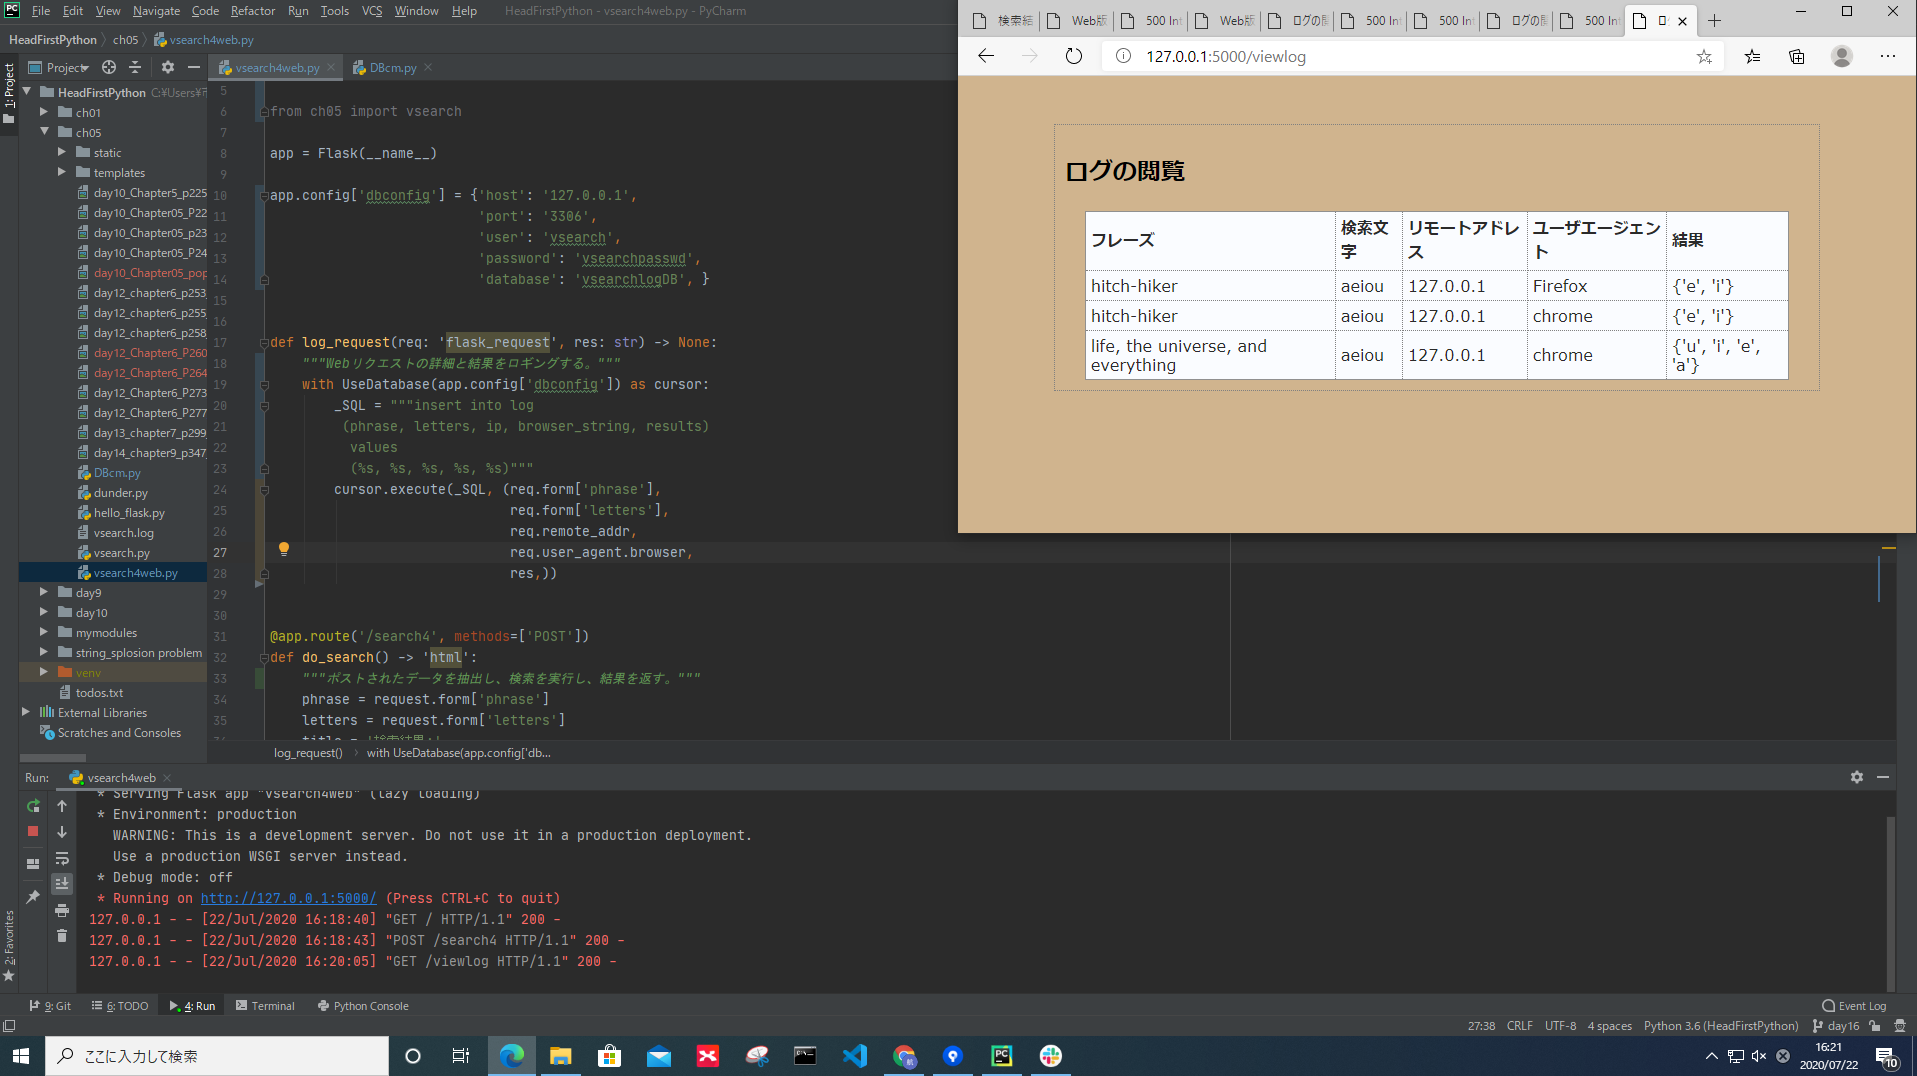 File Edit View Navigate Code Refactor Run Tools VCS Window Help HeadFirstPython - vsearch4web.py - PyCharm
HeadFirstPython ch05 vsearch4web.py
1: Project
Project
HeadFirstPython
ch01
ch05
static
templates
day10_Chapter5_p225
day10_Chapter05_P22
day10_Chapter05_p23
day10_Chapter05_P24
day10_Chapter05_pop
day12_chapter6_p253_
day12_chapter6_p255_
day12_chapter6_p258_
day12_Chapter6_P260
day12_Chapter6_P264
day12_Chapter6_P273
day12_Chapter6_P277
day13_chapter7_p299_
day14_chapter9_p347_
DBcm.py
dunder.py
hello_flask.py
vsearch.log
vsearch.py
vsearch4web.py
day9
day10
mymodules
string_splosion problem
venv
todos.txt
External Libraries
Scratches and Consoles
vsearch4web.py DBcm.py
5
6 from ch05 import vsearch
7
8 app = Flask(__name__)
9
10 app.config['dbconfig'] = {'host': '127.0.0.1',
11 'port': '3306',
12 'user': 'vsearch',
13 'password': 'vsearchpasswd',
14 'database': 'vsearchlogDB', }
15
16
17 def log_request(req: 'flask_request', res: str) -> None:
18 """Webリクエストの詳細と結果をロギングする。"""
19 with UseDatabase(app.config['dbconfig']) as cursor:
20 _SQL = """insert into log
21 (phrase, letters, ip, browser_string, results)
22 values
23 (%s, %s, %s, %s, %s)"""
24 cursor.execute(_SQL, (req.form['phrase'],
25 req.form['letters'],
26 req.remote_addr,
27 req.user_agent.browser,
28 res,))
29
30
31 @app.route('/search4', methods=['POST'])
32 def do_search() -> 'html':
33 """ポストされたデータを抽出し、検索を実行し、結果を返す。"""
34 phrase = request.form['phrase']
35 letters = request.form['letters']
log_request() with UseDatabase(app.config['db...
検索結 Web版 500 Int Web版 ログの閲 500 Int 500 Int ログの閲 500 Int ログ
127.0.0.1:5000/viewlog
ログの閲覧
フレーズ 検索文字 リモートアドレス ユーザエージェント 結果
hitch-hiker aeiou 127.0.0.1 Firefox {'e', 'i'}
hitch-hiker aeiou 127.0.0.1 chrome {'e', 'i'}
life, the universe, and everything aeiou 127.0.0.1 chrome {'u', 'i', 'e', 'a'}
Run: vsearch4web
* Serving Flask app "vsearch4web" (lazy loading)
* Environment: production
WARNING: This is a development server. Do not use it in a production deployment.
Use a production WSGI server instead.
* Debug mode: off
* Running on http://127.0.0.1:5000/ (Press CTRL+C to quit)
127.0.0.1 - - [22/Jul/2020 16:18:40] "GET / HTTP/1.1" 200 -
127.0.0.1 - - [22/Jul/2020 16:18:43] "POST /search4 HTTP/1.1" 200 -
127.0.0.1 - - [22/Jul/2020 16:20:05] "GET /viewlog HTTP/1.1" 200 -
2: Favorites
9: Git 6: TODO 4: Run Terminal Python Console Event Log
27:38 CRLF UTF-8 4 spaces Python 3.6 (HeadFirstPython) day16
ここに入力して検索
16:21
2020/07/22
10